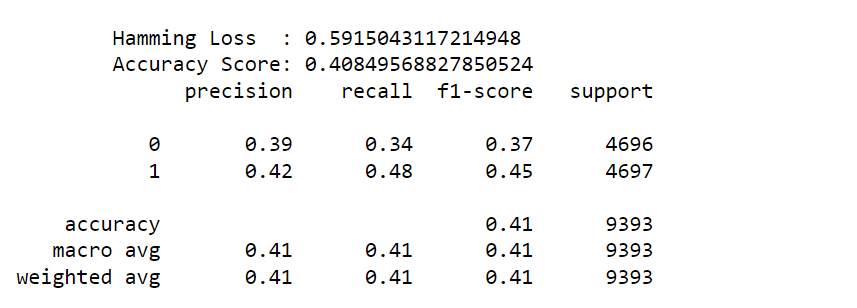 Hamming Loss  : 0.5915043117214948
Accuracy Score: 0.40849568827850524
precision    recall  f1-score   support
0       0.39      0.34      0.37      4696
1       0.42      0.48      0.45      4697
accuracy                           0.41      9393
macro avg       0.41      0.41      0.41      9393
weighted avg       0.41      0.41      0.41      9393